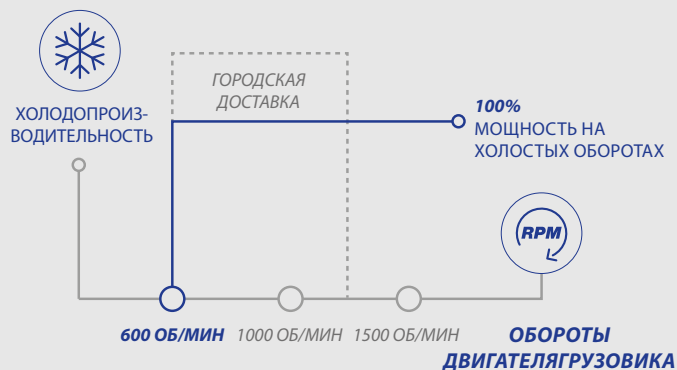 ГОРОДСКАЯ
ДОСТАВКА
ХОЛОДОПРОИЗ-
ВОДИТЕЛЬНОСТЬ
100%
МОЩНОСТЬ НА
ХОЛОСТЫХ ОБОРОТАХ
RPM
600 ОБ/МИН 1000 ОБ/МИН 1500 ОБ/МИН
ОБОРОТЫ
ДВИГАТЕЛЯГРУЗОВИКА